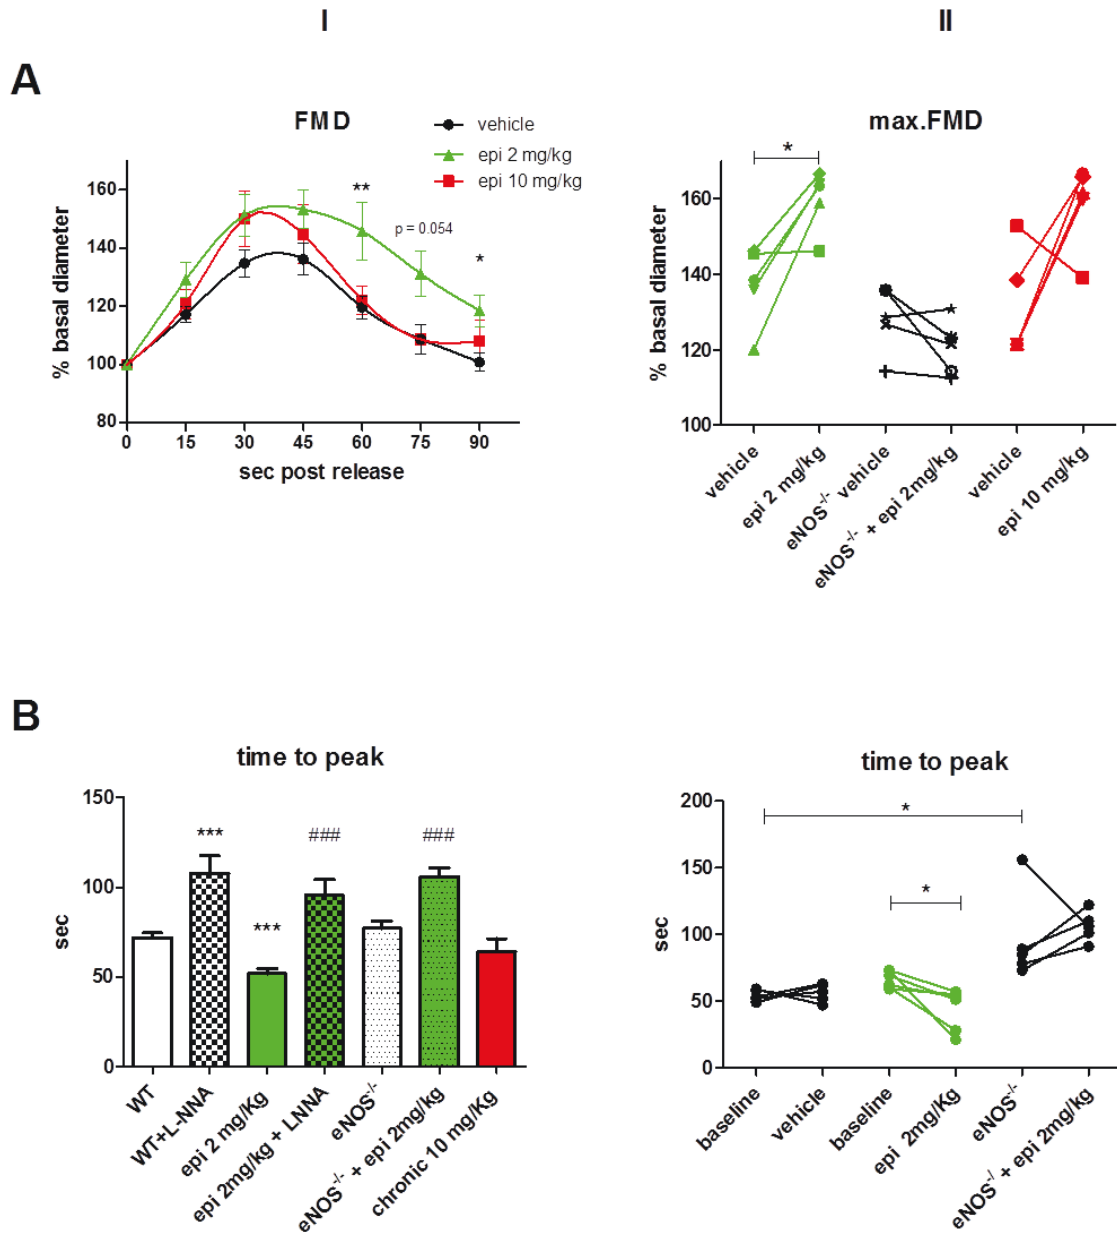 I
II
A
FMD
vehicle
epi 2 mg/kg
epi 10 mg/kg
% basal diameter
160
140
120
100
80
**
p = 0.054
*
0 15 30 45 60 75 90
sec post release
max.FMD
*
% basal diameter
160
140
120
100
vehicle
epi 2 mg/kg
eNOS-/- vehicle
eNOS-/- + epi 2mg/kg
vehicle
epi 10 mg/kg
B
time to peak
sec
150
100
50
0
***
***
###
###
WT
WT+L-NNA
epi 2 mg/Kg
epi 2mg/kg + LNNA
eNOS-/-
eNOS-/- + epi 2mg/kg
chronic 10 mg/Kg
time to peak
sec
200
150
100
50
0
*
*
baseline
vehicle
baseline
epi 2mg/Kg
eNOS-/-
eNOS-/- + epi 2mg/kg